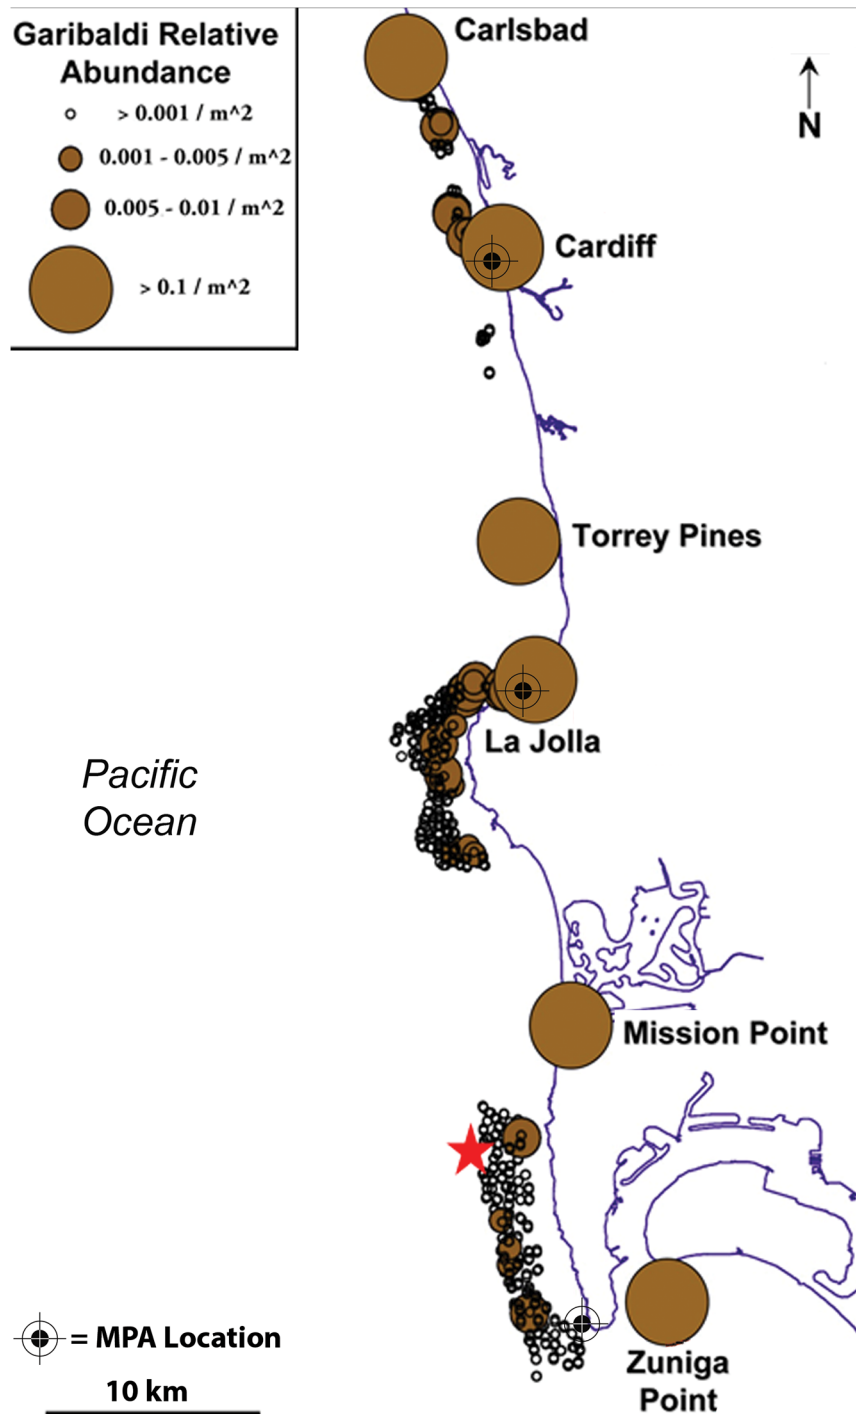 Garibaldi Relative
Abundance
> 0.001 / m^2
0.001 - 0.005 / m^2
0.005 - 0.01 / m^2
> 0.1 / m^2
Carlsbad
N
Cardiff
Torrey Pines
La Jolla
Pacific
Ocean
Mission Point
= MPA Location
10 km
Zuniga
Point